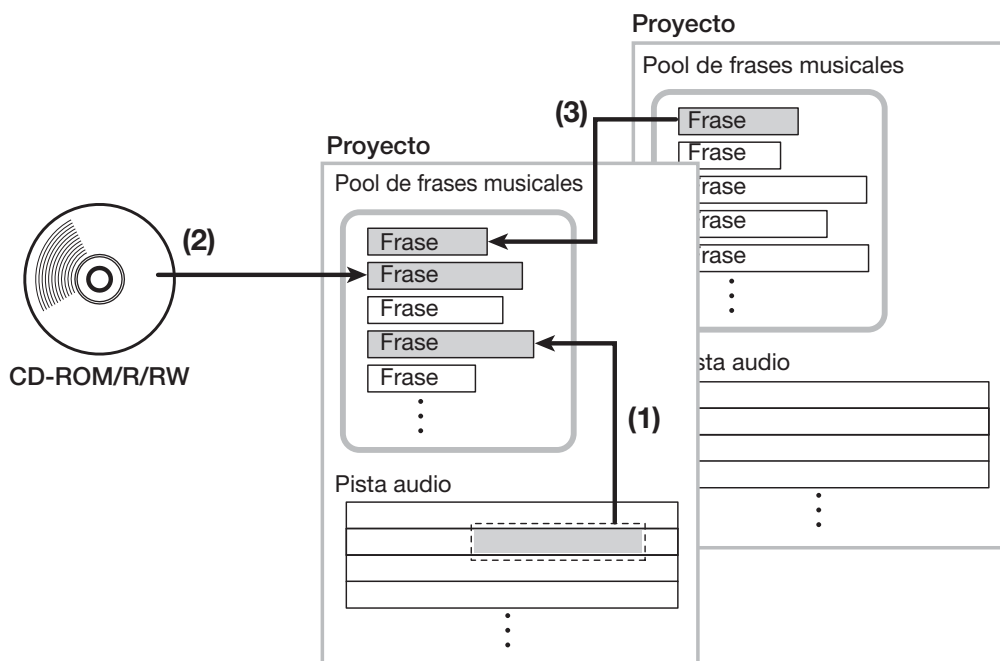 Proyecto
Pool de frases musicales
(3)
Frase
Frase
rase
rase
rase
sta audio
Proyecto
Pool de frases musicales
Frase
Frase
Frase
Frase
Frase
(2)
CD-ROM/R/RW
(1)
Pista audio